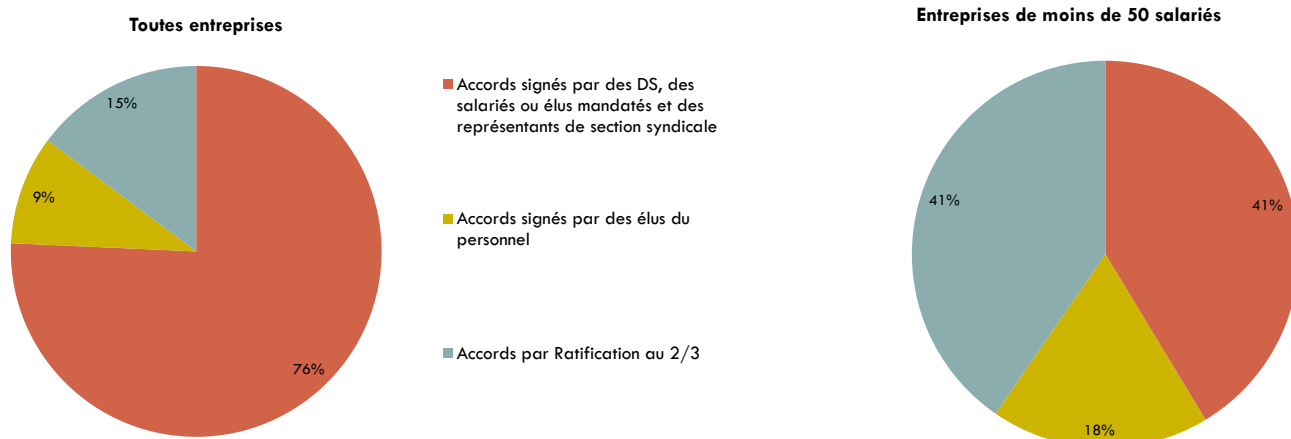 Toutes entreprises
15%
9%
76%
Accords signés par des DS, des
salariés ou élus mandatés et des
représentants de section syndicale
Accords signés par des élus du
personnel
Accords par Ratification au 2/3
Entreprises de moins de 50 salariés
41%
41%
18%